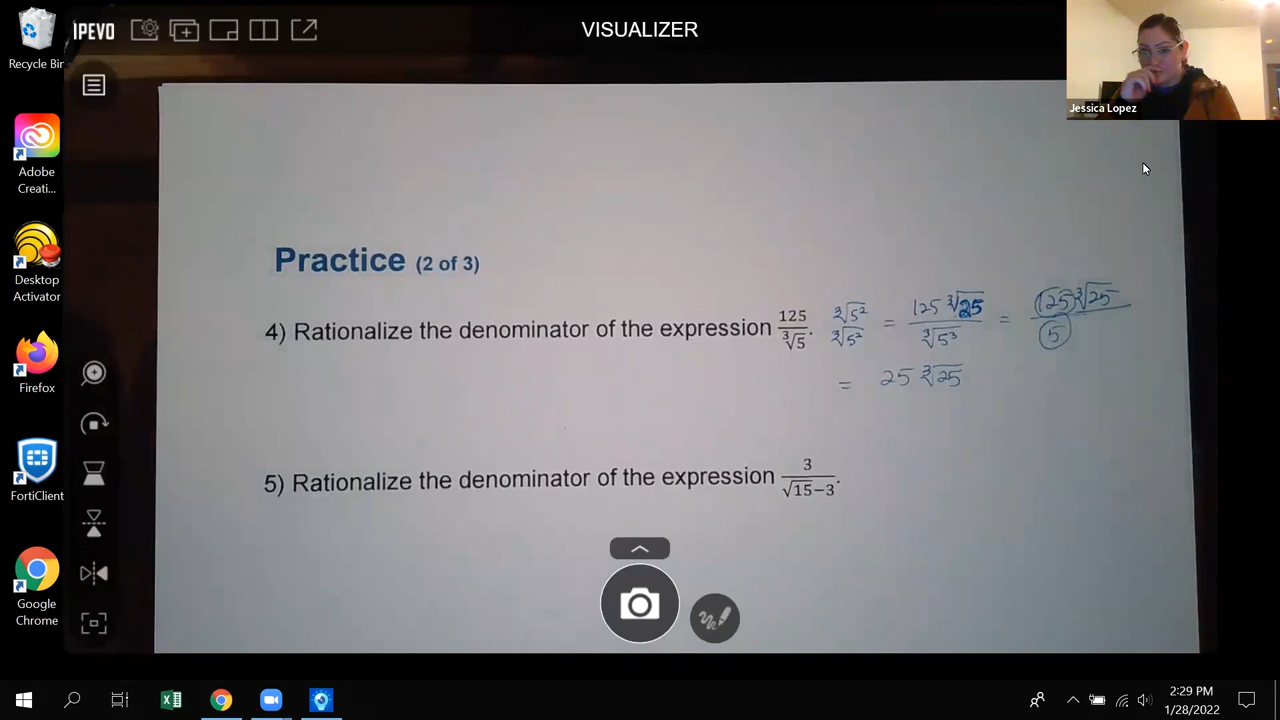 Recycle Bin
IPEVO
VISUALIZER
Jessica Lopez
Adobe
Creati...
Desktop
Activator
Firefox
FortiClient
Google
Chrome
Practice (2 of 3)
4) Rationalize the denominator of the expression 125/∛5. ∛5²/∛5² = 125 ∛25/∛5³ = 125 ∛25/5
= 25 ∛25
5) Rationalize the denominator of the expression 3/(√15−3).
2:29 PM
1/28/2022